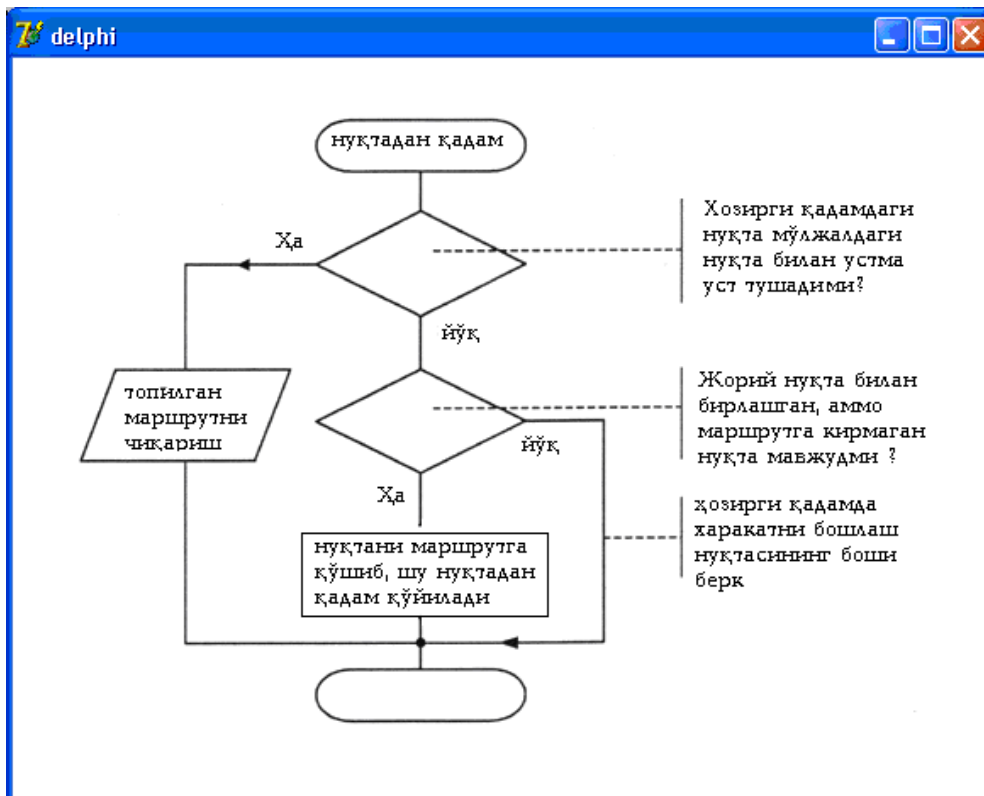 delphi
нуқтадан қадам
Ҳа
Хозирги қадамдаги
нуқта мўлжалдаги
нуқта билан устма
уст тушадими?
йўқ
топилган
маршрутни
чиқариш
Жорий нуқта билан
бирлашган, аммо
маршрутга кирмаган
нуқта мавжудми ?
йўқ
Ҳа
ҳозирги қадамда
харакатни бошлаш
нуқтасининг боши
берк
нуқтани маршрутга
қўшиб, шу нуқтадан
қадам қўйилади